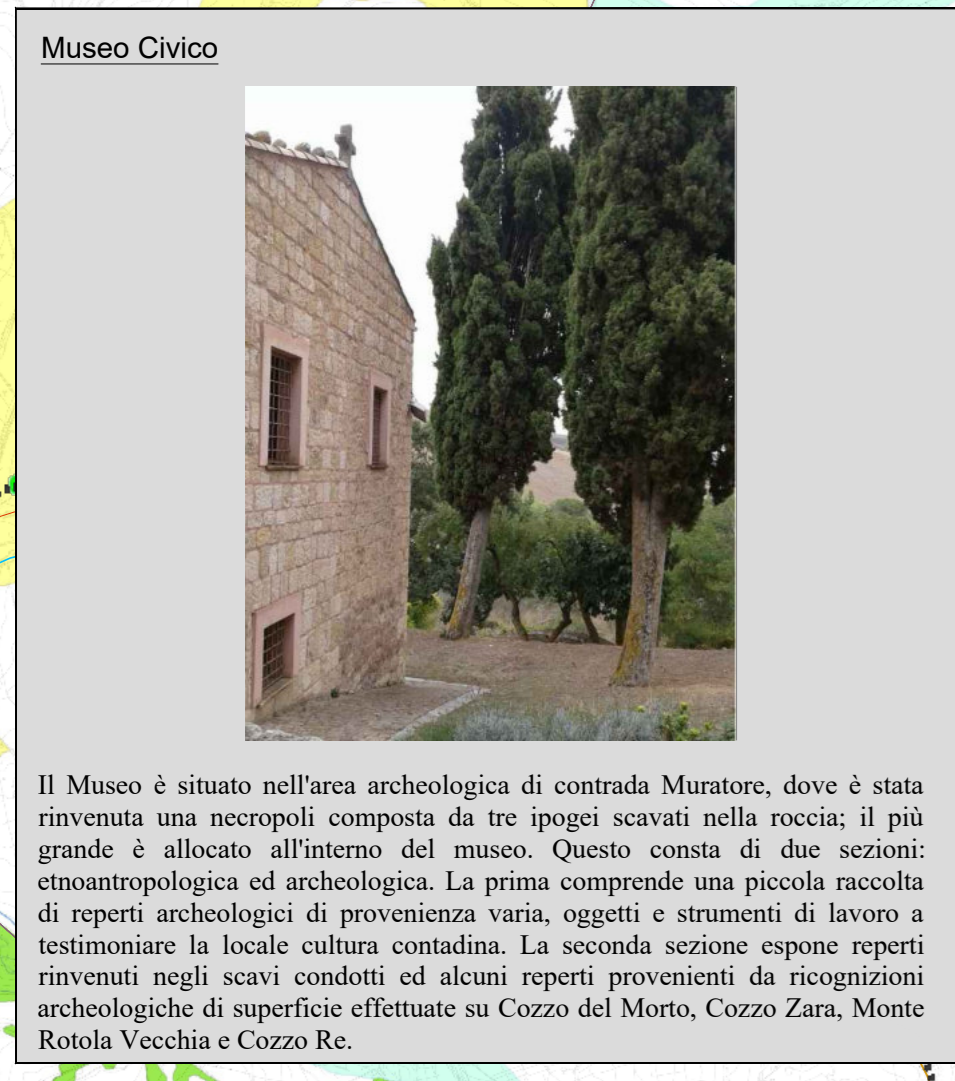 Museo Civico
Il Museo è situato nell'area archeologica di contrada Muratore, dove è stata
rinvenuta una necropoli composta da tre ipogei scavati nella roccia; il più
grande è allocato all'interno del museo. Questo consta di due sezioni:
etnoantropologica ed archeologica. La prima comprende una piccola raccolta
di reperti archeologici di provenienza varia, oggetti e strumenti di lavoro a
testimoniare la locale cultura contadina. La seconda sezione espone reperti
rinvenuti negli scavi condotti ed alcuni reperti provenienti da ricognizioni
archeologiche di superficie effettuate su Cozzo del Morto, Cozzo Zara, Monte
Rotola Vecchia e Cozzo Re.